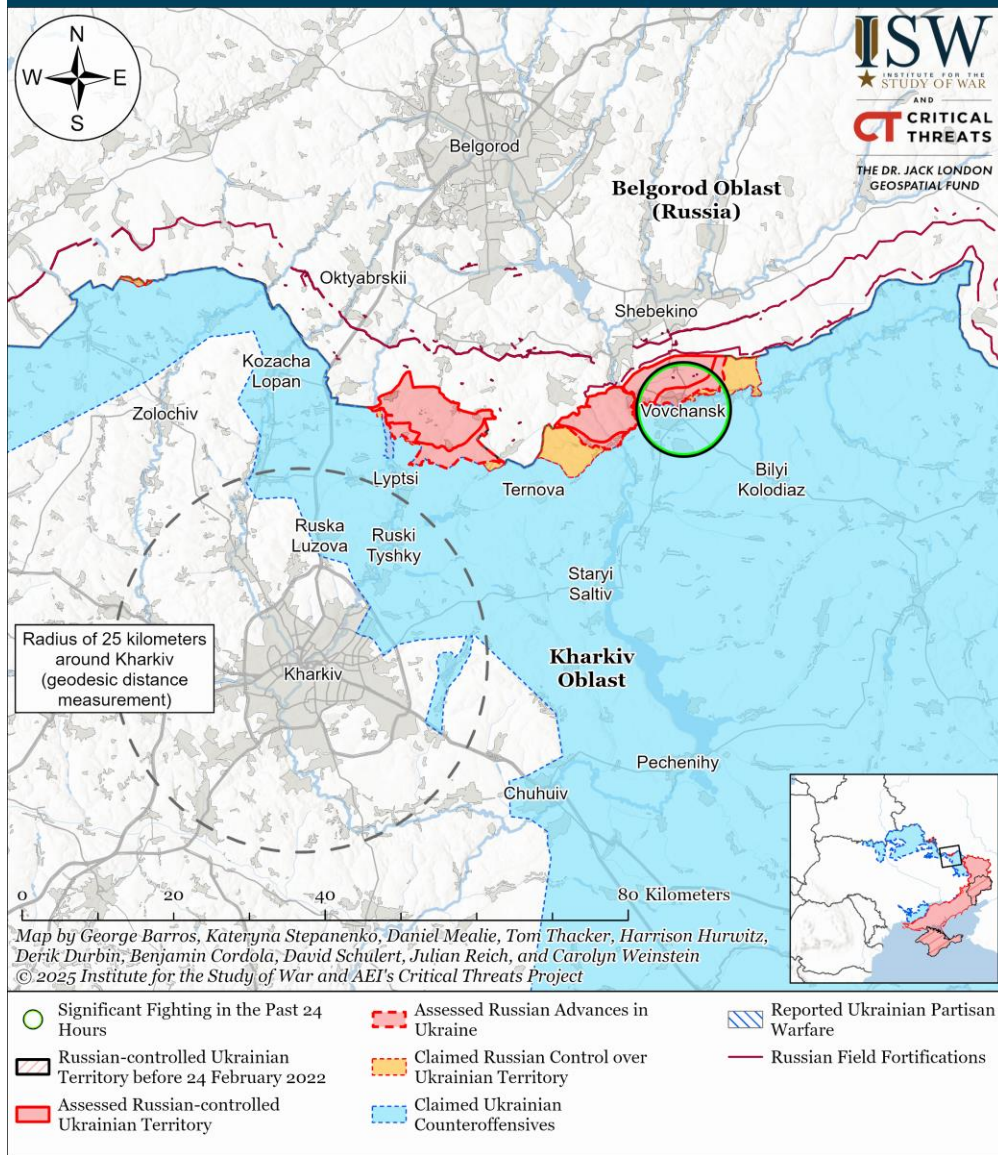 N
W
E
S
ISW
INSTITUTE FOR THE
STUDY OF WAR
AND
CT CRITICAL
THREATS
THE DR. JACK LONDON
GEOSPATIAL FUND
Belgorod
Belgorod Oblast
(Russia)
Oktyabrskii
Shebekino
Kozacha
Lopan
Zolochiv
Vovchansk
Lyptsi
Ternova
Bilyi
Kolodiaz
Ruska
Luzova
Ruski
Tyshky
Staryi
Saltiv
Radius of 25 kilometers
around Kharkiv
(geodesic distance
measurement)
Kharkiv
Kharkiv
Oblast
Pechenihy
Chuhuiv
0 20 40 80 Kilometers
Map by George Barros, Kateryna Stepanenko, Daniel Mealie, Tom Thacker, Harrison Hurwitz,
Derik Durbin, Benjamin Cordola, David Schulert, Julian Reich, and Carolyn Weinstein
© 2025 Institute for the Study of War and AEI's Critical Threats Project
Significant Fighting in the Past 24
Hours
Russian-controlled Ukrainian
Territory before 24 February 2022
Assessed Russian-controlled
Ukrainian Territory
Assessed Russian Advances in
Ukraine
Claimed Russian Control over
Ukrainian Territory
Claimed Ukrainian
Counteroffensives
Reported Ukrainian Partisan
Warfare
Russian Field Fortifications